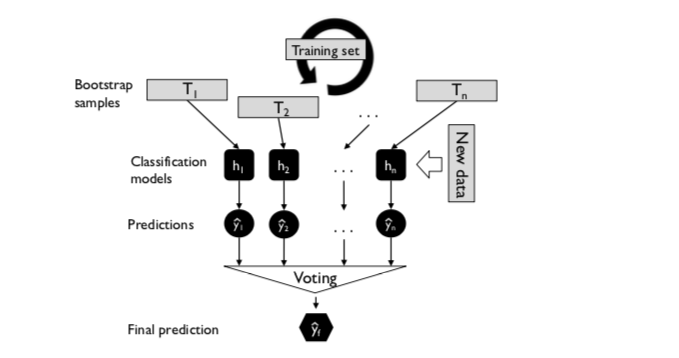 Training set
Bootstrap
samples
T1
T2
Tn
. . .
Classification
models
h1
h2
. . .
hn
New data
Predictions
ŷ1
ŷ2
. . .
ŷn
Voting
Final prediction
ŷf